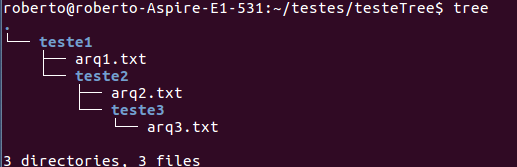 roberto@roberto-Aspire-E1-531:~/testes/testeTree$ tree
.
└── teste1
    ├── arq1.txt
    └── teste2
        ├── arq2.txt
        └── teste3
            └── arq3.txt

3 directories, 3 files